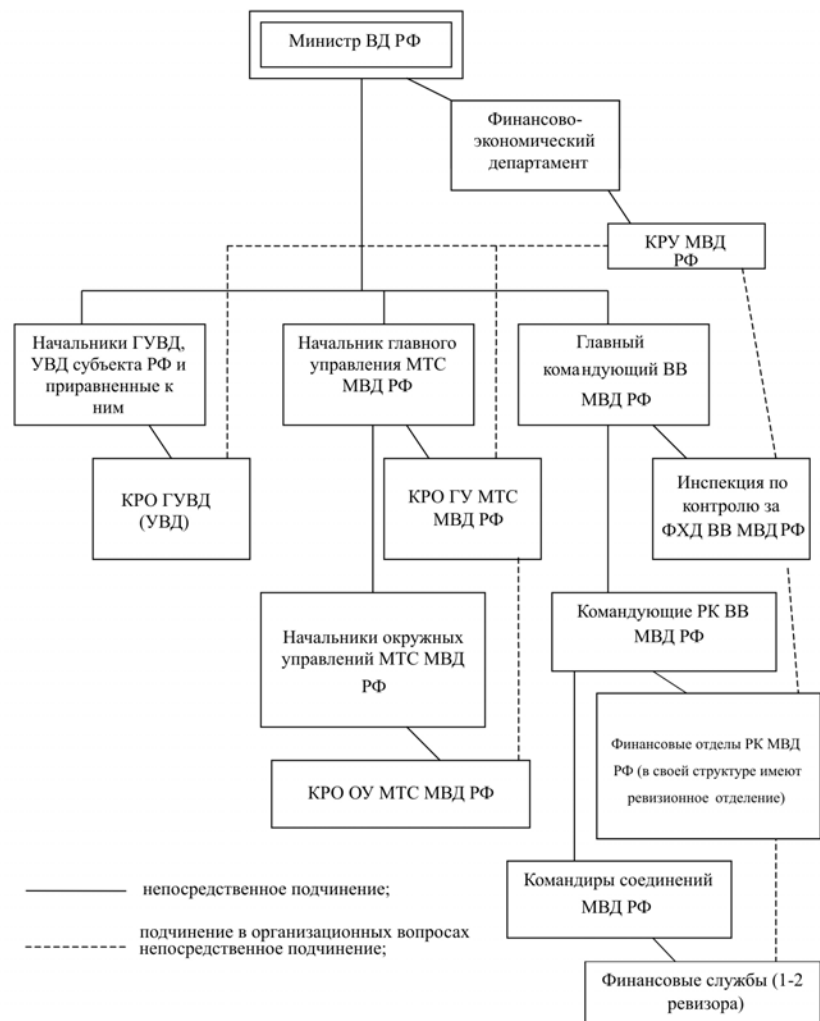 Министр ВД РФ
Финансово-
экономический
департамент
КРУ МВД
РФ
Начальники ГУВД,
УВД субъекта РФ и
приравненные к
ним
Начальник главного
управления МТС
МВД РФ
Главный
командующий ВВ
МВД РФ
КРО ГУВД
(УВД)
КРО ГУ МТС
МВД РФ
Инспекция по
контролю за
ФХД ВВ МВД РФ
Начальники окружных
управлений МТС МВД
РФ
Командующие РК ВВ
МВД РФ
Финансовые отделы РК МВД
РФ (в своей структуре имеют
ревизионное отделение)
КРО ОУ МТС МВД РФ
Командиры соединений
МВД РФ
Финансовые службы (1-2
ревизора)
непосредственное подчинение;
подчинение в организационных вопросах
непосредственное подчинение;